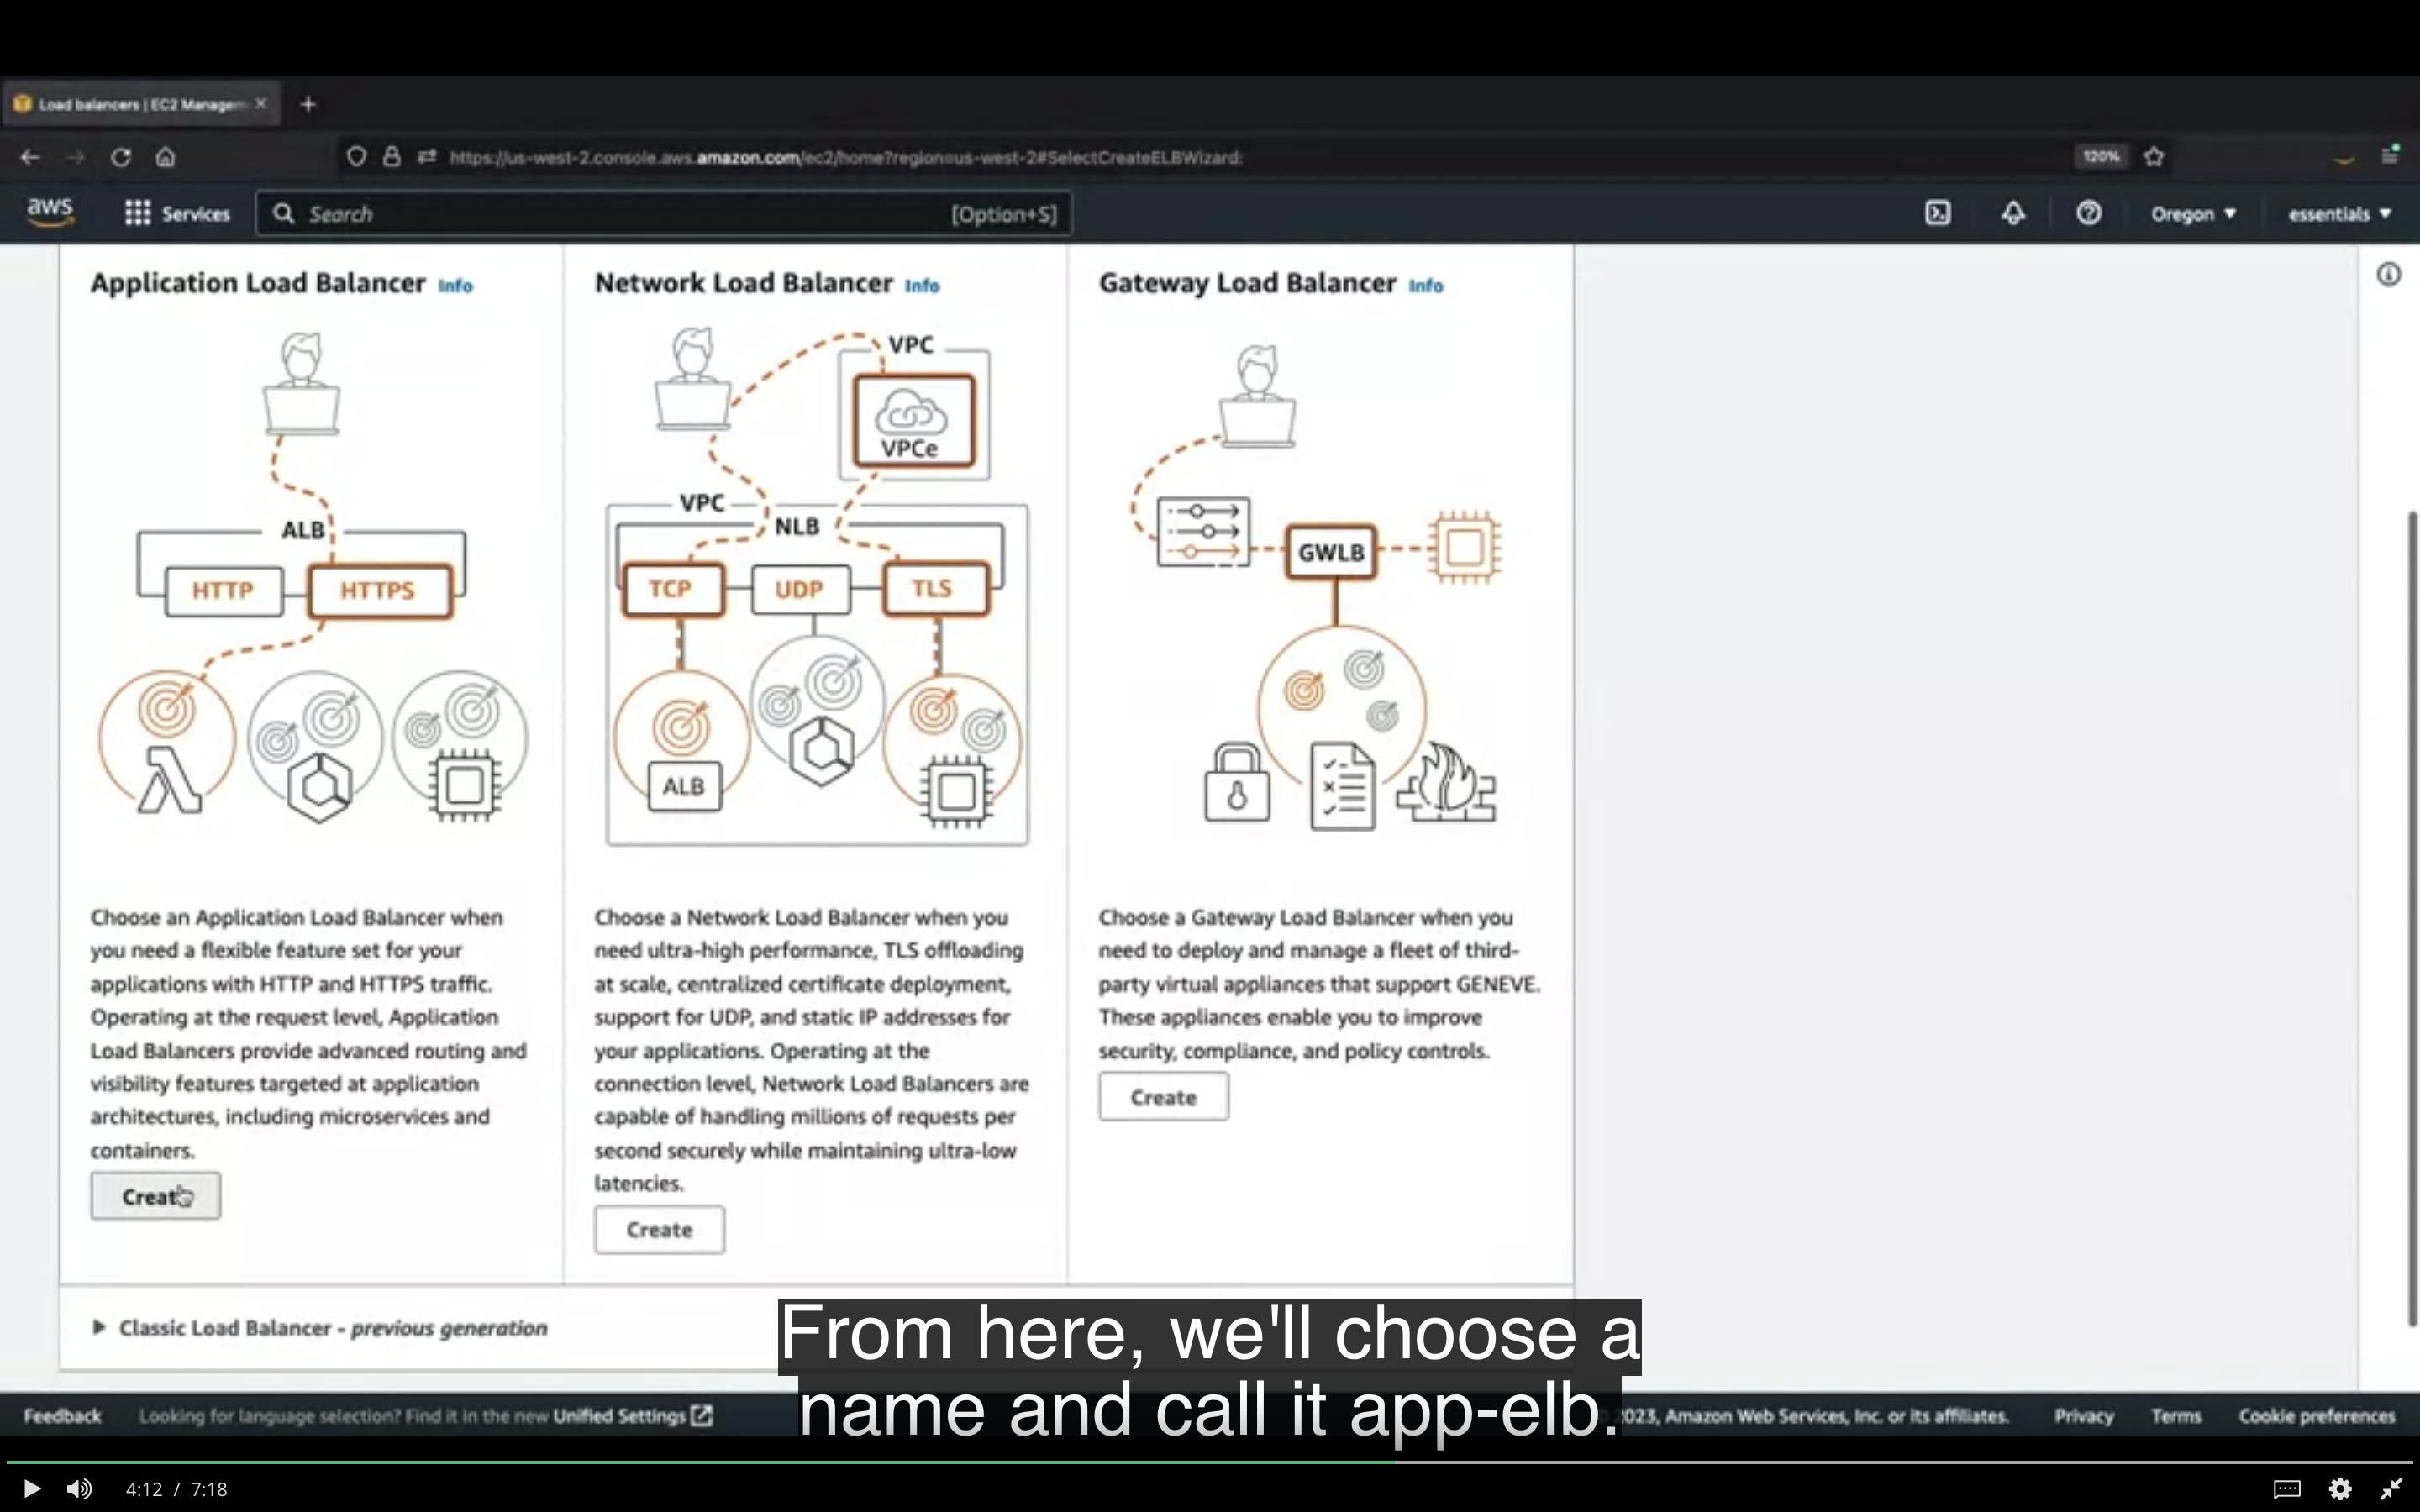 Load balancers | EC2 Managem
https://us-west-2.console.aws.amazon.com/ec2/home?region=us-west-2#SelectCreateELBWizard:
120%
aws
Services
Search
[Option+S]
Oregon
essentials
Application Load Balancer Info
ALB
HTTP
HTTPS
Choose an Application Load Balancer when
you need a flexible feature set for your
applications with HTTP and HTTPS traffic.
Operating at the request level, Application
Load Balancers provide advanced routing and
visibility features targeted at application
architectures, including microservices and
containers.
Create
Network Load Balancer Info
VPC
VPCe
VPC
NLB
TCP
UDP
TLS
ALB
Choose a Network Load Balancer when you
need ultra-high performance, TLS offloading
at scale, centralized certificate deployment,
support for UDP, and static IP addresses for
your applications. Operating at the
connection level, Network Load Balancers are
capable of handling millions of requests per
second securely while maintaining ultra-low
latencies.
Create
Gateway Load Balancer Info
GWLB
Choose a Gateway Load Balancer when you
need to deploy and manage a fleet of third-
party virtual appliances that support GENEVE.
These appliances enable you to improve
security, compliance, and policy controls.
Create
Classic Load Balancer - previous generation
From here, we'll choose a
name and call it app-elb.
Feedback
Looking for language selection? Find it in the new Unified Settings
2023, Amazon Web Services, Inc. or its affiliates.
Privacy
Terms
Cookie preferences
4:12 / 7:18